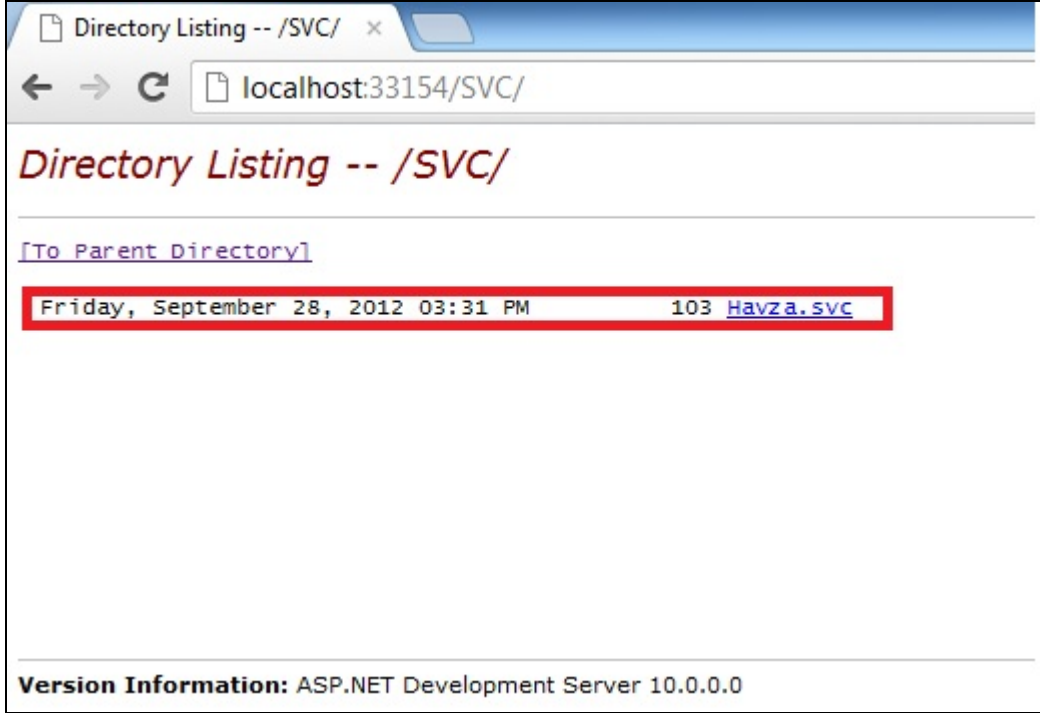 Directory Listing -- /SVC/ ×
localhost:33154/SVC/
Directory Listing -- /SVC/
[To Parent Directory]
Friday, September 28, 2012 03:31 PM 103 Havza.svc
Version Information: ASP.NET Development Server 10.0.0.0